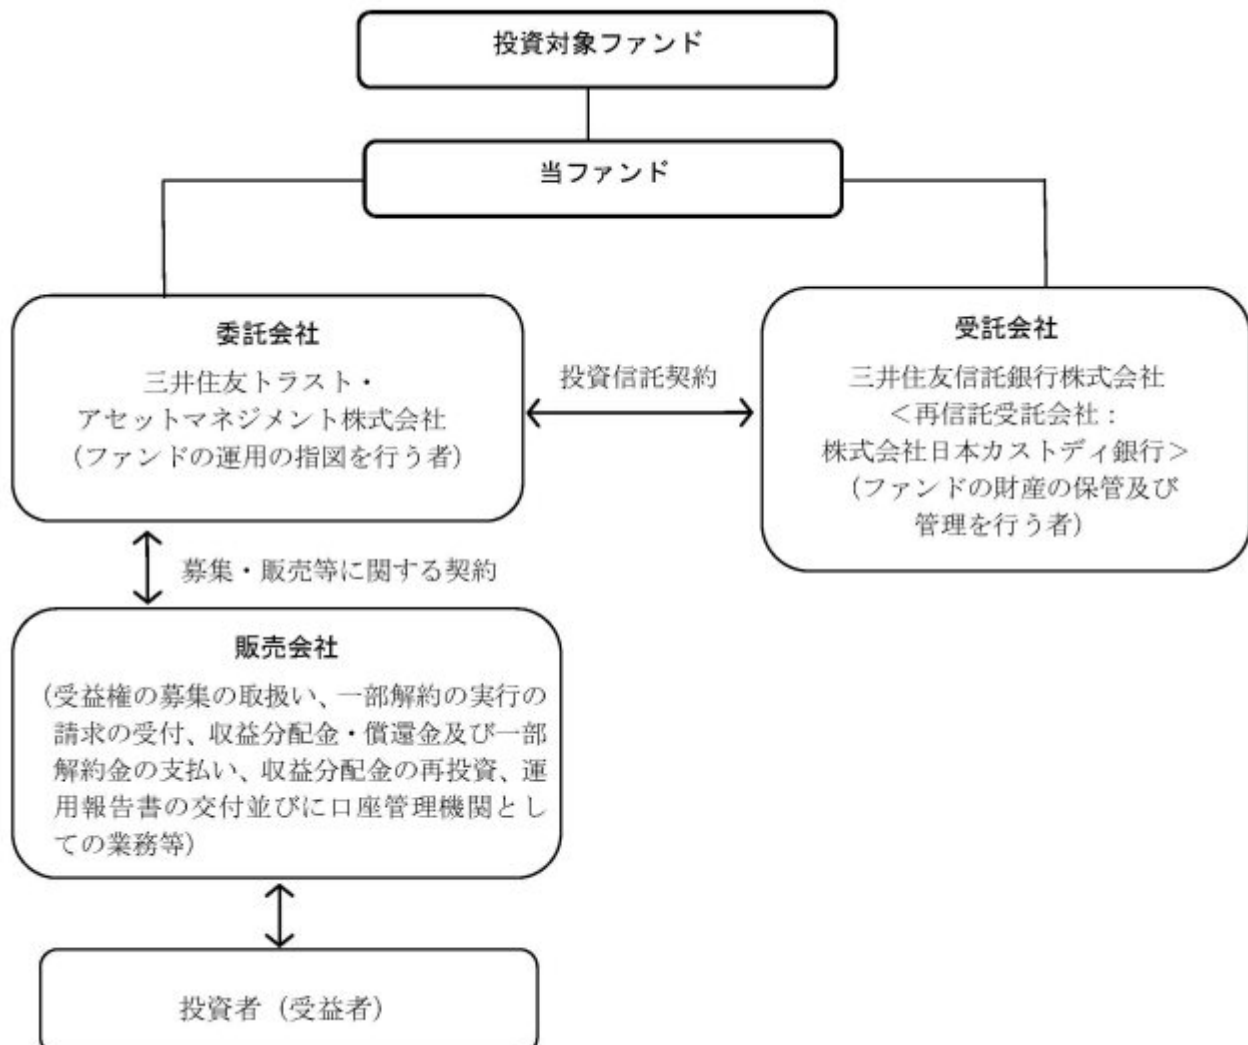 投資対象ファンド
当ファンド
委託会社
三井住友トラスト・
アセットマネジメント株式会社
（ファンドの運用の指図を行う者）
投資信託契約
受託会社
三井住友信託銀行株式会社
＜再信託受託会社：
株式会社日本カストディ銀行＞
（ファンドの財産の保管及び
管理を行う者）
募集・販売等に関する契約
販売会社
（受益権の募集の取扱い、一部解約の実行の
請求の受付、収益分配金・償還金及び一部
解約金の支払い、収益分配金の再投資、運
用報告書の交付並びに口座管理機関とし
ての業務等）
投資者（受益者）